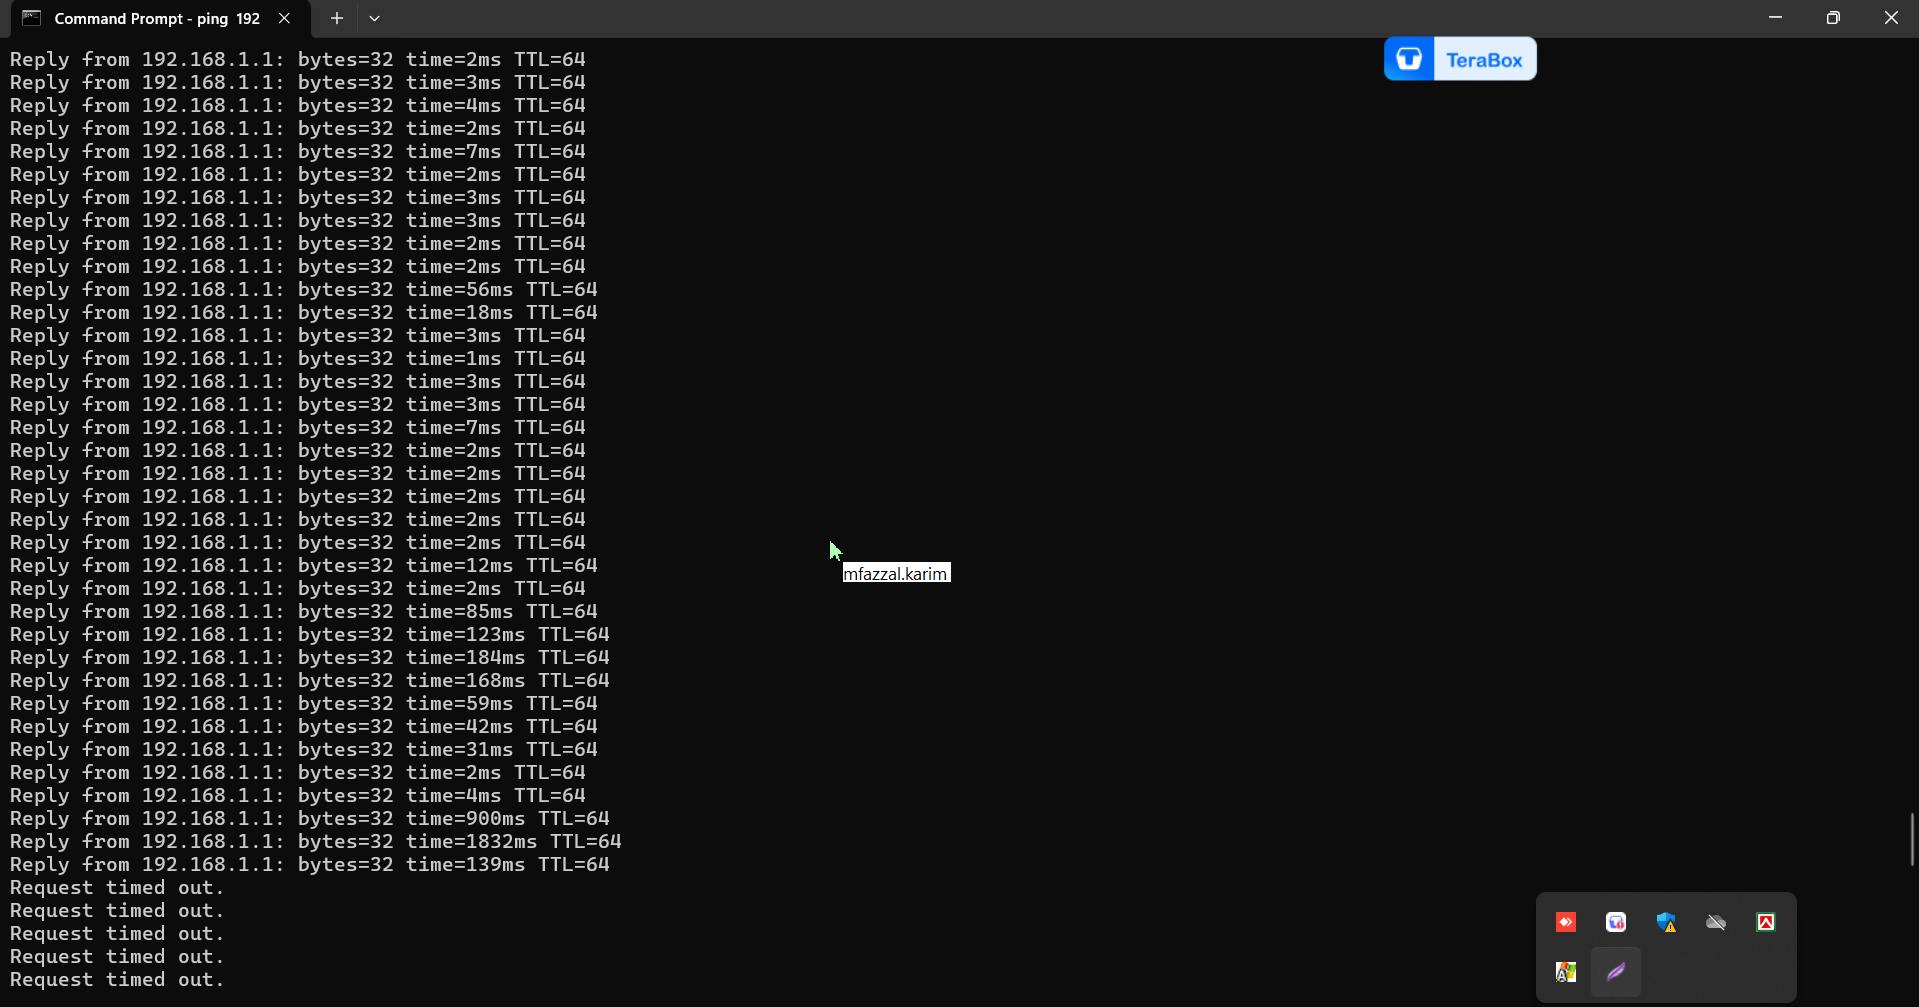 Command Prompt - ping 192
TeraBox
Reply from 192.168.1.1: bytes=32 time=2ms TTL=64
Reply from 192.168.1.1: bytes=32 time=3ms TTL=64
Reply from 192.168.1.1: bytes=32 time=4ms TTL=64
Reply from 192.168.1.1: bytes=32 time=2ms TTL=64
Reply from 192.168.1.1: bytes=32 time=7ms TTL=64
Reply from 192.168.1.1: bytes=32 time=2ms TTL=64
Reply from 192.168.1.1: bytes=32 time=3ms TTL=64
Reply from 192.168.1.1: bytes=32 time=3ms TTL=64
Reply from 192.168.1.1: bytes=32 time=2ms TTL=64
Reply from 192.168.1.1: bytes=32 time=2ms TTL=64
Reply from 192.168.1.1: bytes=32 time=56ms TTL=64
Reply from 192.168.1.1: bytes=32 time=18ms TTL=64
Reply from 192.168.1.1: bytes=32 time=3ms TTL=64
Reply from 192.168.1.1: bytes=32 time=1ms TTL=64
Reply from 192.168.1.1: bytes=32 time=3ms TTL=64
Reply from 192.168.1.1: bytes=32 time=3ms TTL=64
Reply from 192.168.1.1: bytes=32 time=7ms TTL=64
Reply from 192.168.1.1: bytes=32 time=2ms TTL=64
Reply from 192.168.1.1: bytes=32 time=2ms TTL=64
Reply from 192.168.1.1: bytes=32 time=2ms TTL=64
Reply from 192.168.1.1: bytes=32 time=2ms TTL=64
Reply from 192.168.1.1: bytes=32 time=2ms TTL=64
Reply from 192.168.1.1: bytes=32 time=12ms TTL=64
mfazzal.karim
Reply from 192.168.1.1: bytes=32 time=2ms TTL=64
Reply from 192.168.1.1: bytes=32 time=85ms TTL=64
Reply from 192.168.1.1: bytes=32 time=123ms TTL=64
Reply from 192.168.1.1: bytes=32 time=184ms TTL=64
Reply from 192.168.1.1: bytes=32 time=168ms TTL=64
Reply from 192.168.1.1: bytes=32 time=59ms TTL=64
Reply from 192.168.1.1: bytes=32 time=42ms TTL=64
Reply from 192.168.1.1: bytes=32 time=31ms TTL=64
Reply from 192.168.1.1: bytes=32 time=2ms TTL=64
Reply from 192.168.1.1: bytes=32 time=4ms TTL=64
Reply from 192.168.1.1: bytes=32 time=900ms TTL=64
Reply from 192.168.1.1: bytes=32 time=1832ms TTL=64
Reply from 192.168.1.1: bytes=32 time=139ms TTL=64
Request timed out.
Request timed out.
Request timed out.
Request timed out.
Request timed out.